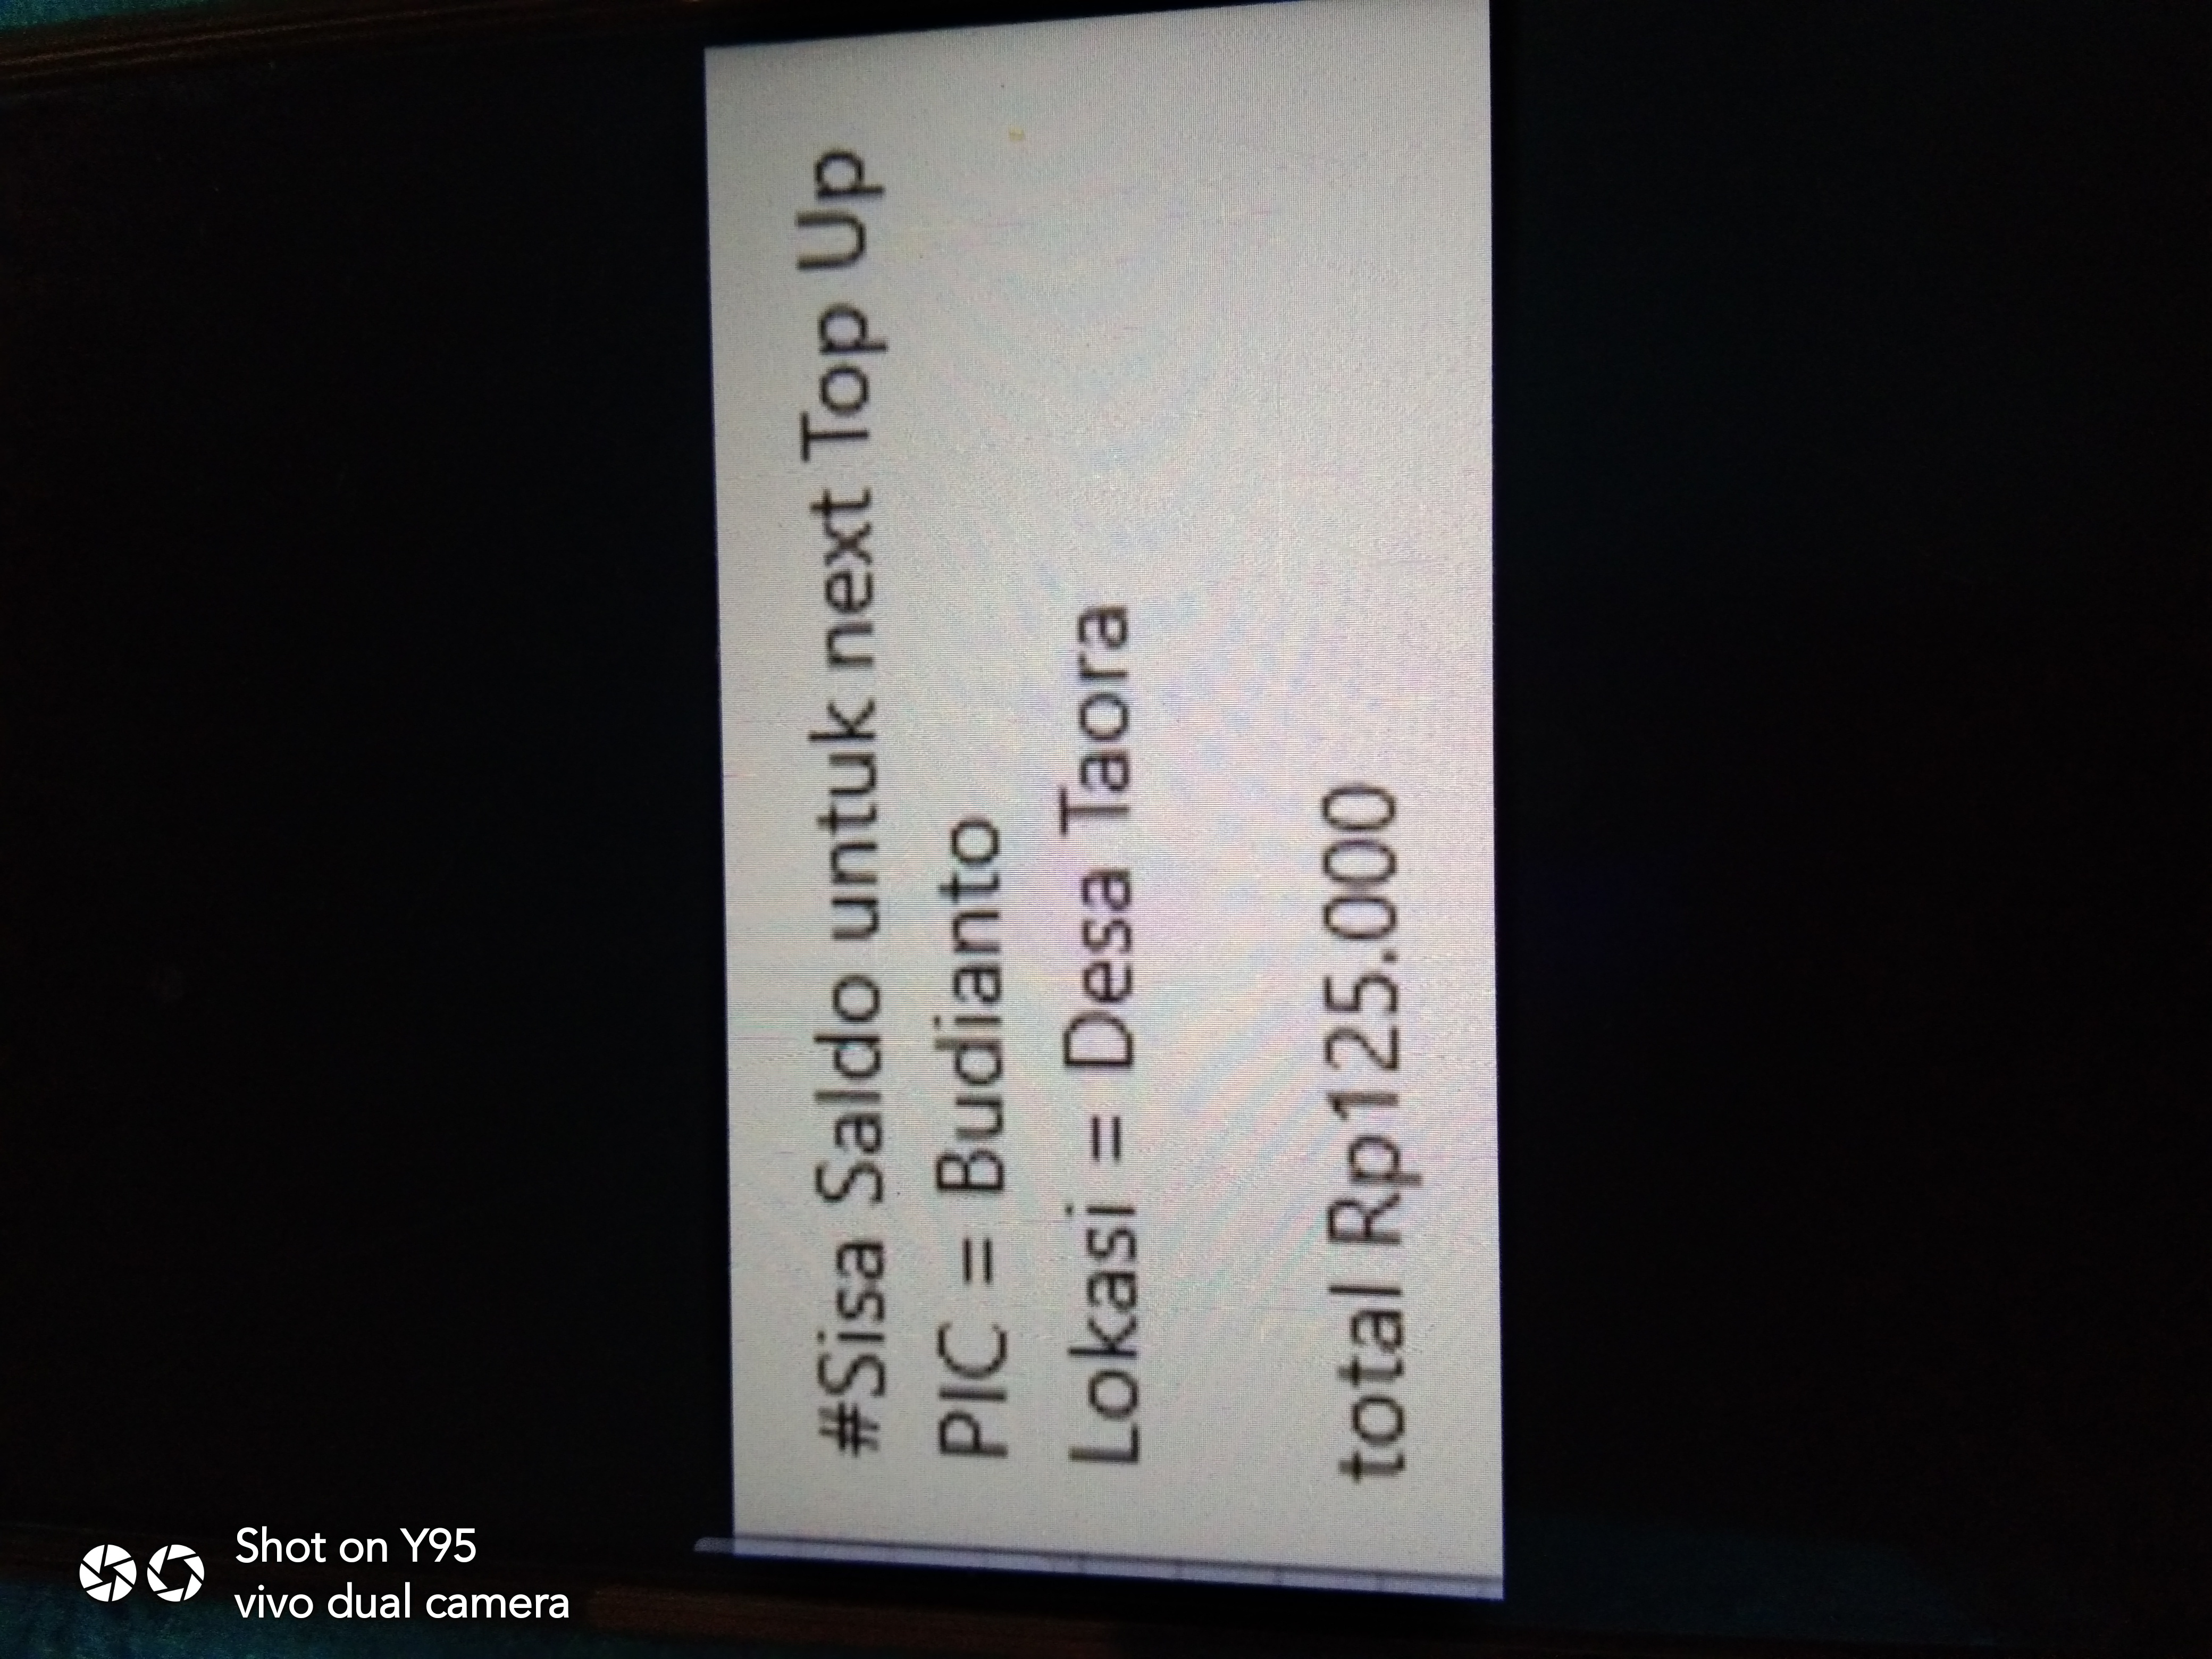 #Sisa Saldo untuk next Top Up
PIC = Budianto
Lokasi = Desa Taora
total Rp125.000
Shot on Y95
vivo dual camera